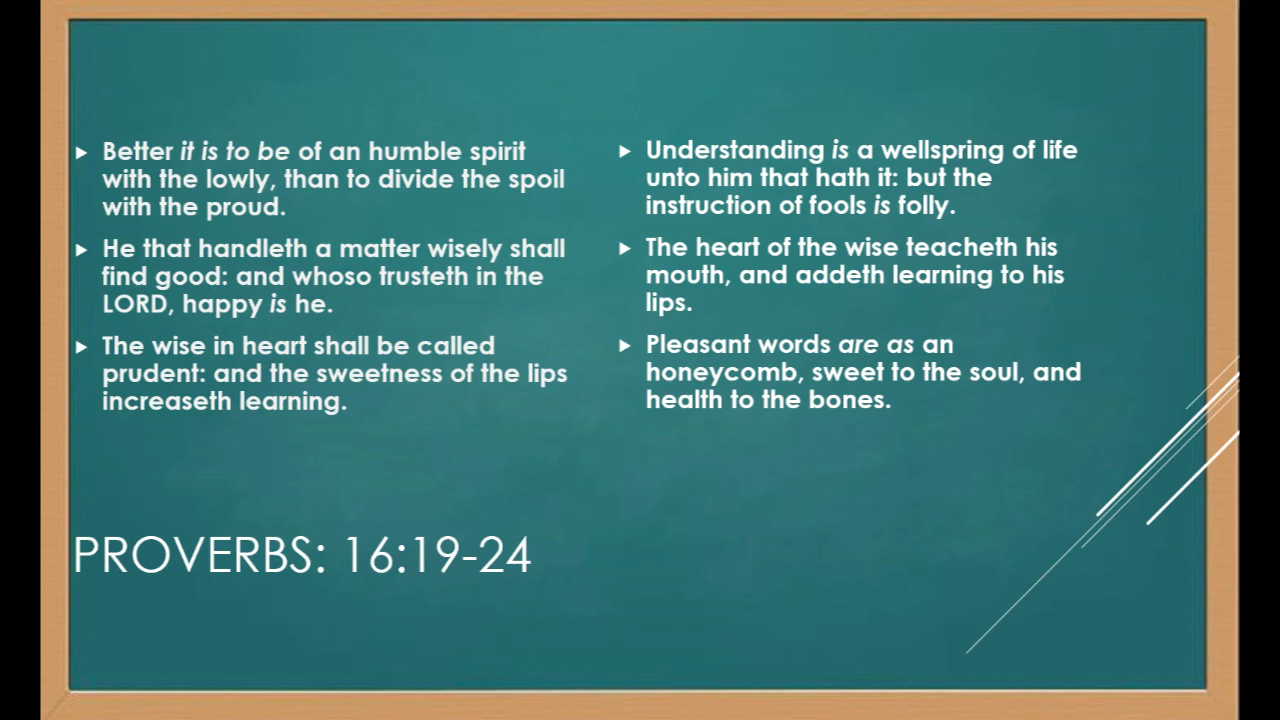 Better it is to be of an humble spirit
with the lowly, than to divide the spoil
with the proud.
He that handleth a matter wisely shall
find good: and whoso trusteth in the
LORD, happy is he.
The wise in heart shall be called
prudent: and the sweetness of the lips
increaseth learning.
Understanding is a wellspring of life
unto him that hath it: but the
instruction of fools is folly.
The heart of the wise teacheth his
mouth, and addeth learning to his
lips.
Pleasant words are as an
honeycomb, sweet to the soul, and
health to the bones.
PROVERBS: 16:19-24